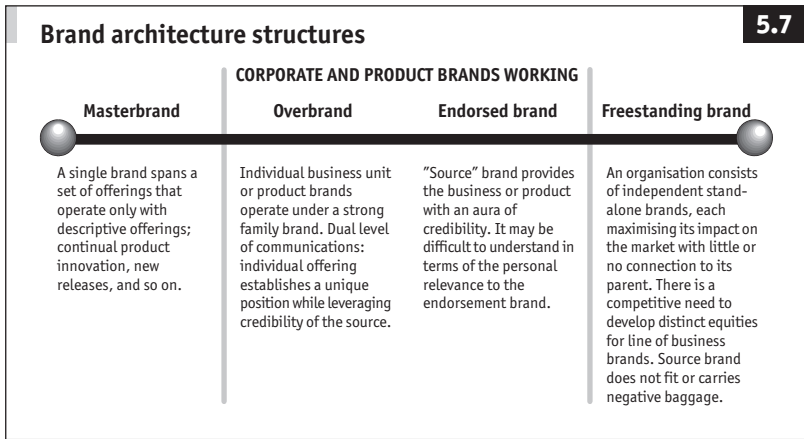 Brand architecture structures
5.7
CORPORATE AND PRODUCT BRANDS WORKING
Masterbrand
Overbrand
Endorsed brand
Freestanding brand
A single brand spans a
set of offerings that
operate only with
descriptive offerings;
continual product
innovation, new
releases, and so on.
Individual business unit
or product brands
operate under a strong
family brand. Dual level
of communications:
individual offering
establishes a unique
position while leveraging
credibility of the source.
"Source" brand provides
the business or product
with an aura of
credibility. It may be
difficult to understand in
terms of the personal
relevance to the
endorsement brand.
An organisation consists
of independent stand-
alone brands, each
maximising its impact on
the market with little or
no connection to its
parent. There is a
competitive need to
develop distinct equities
for line of business
brands. Source brand
does not fit or carries
negative baggage.